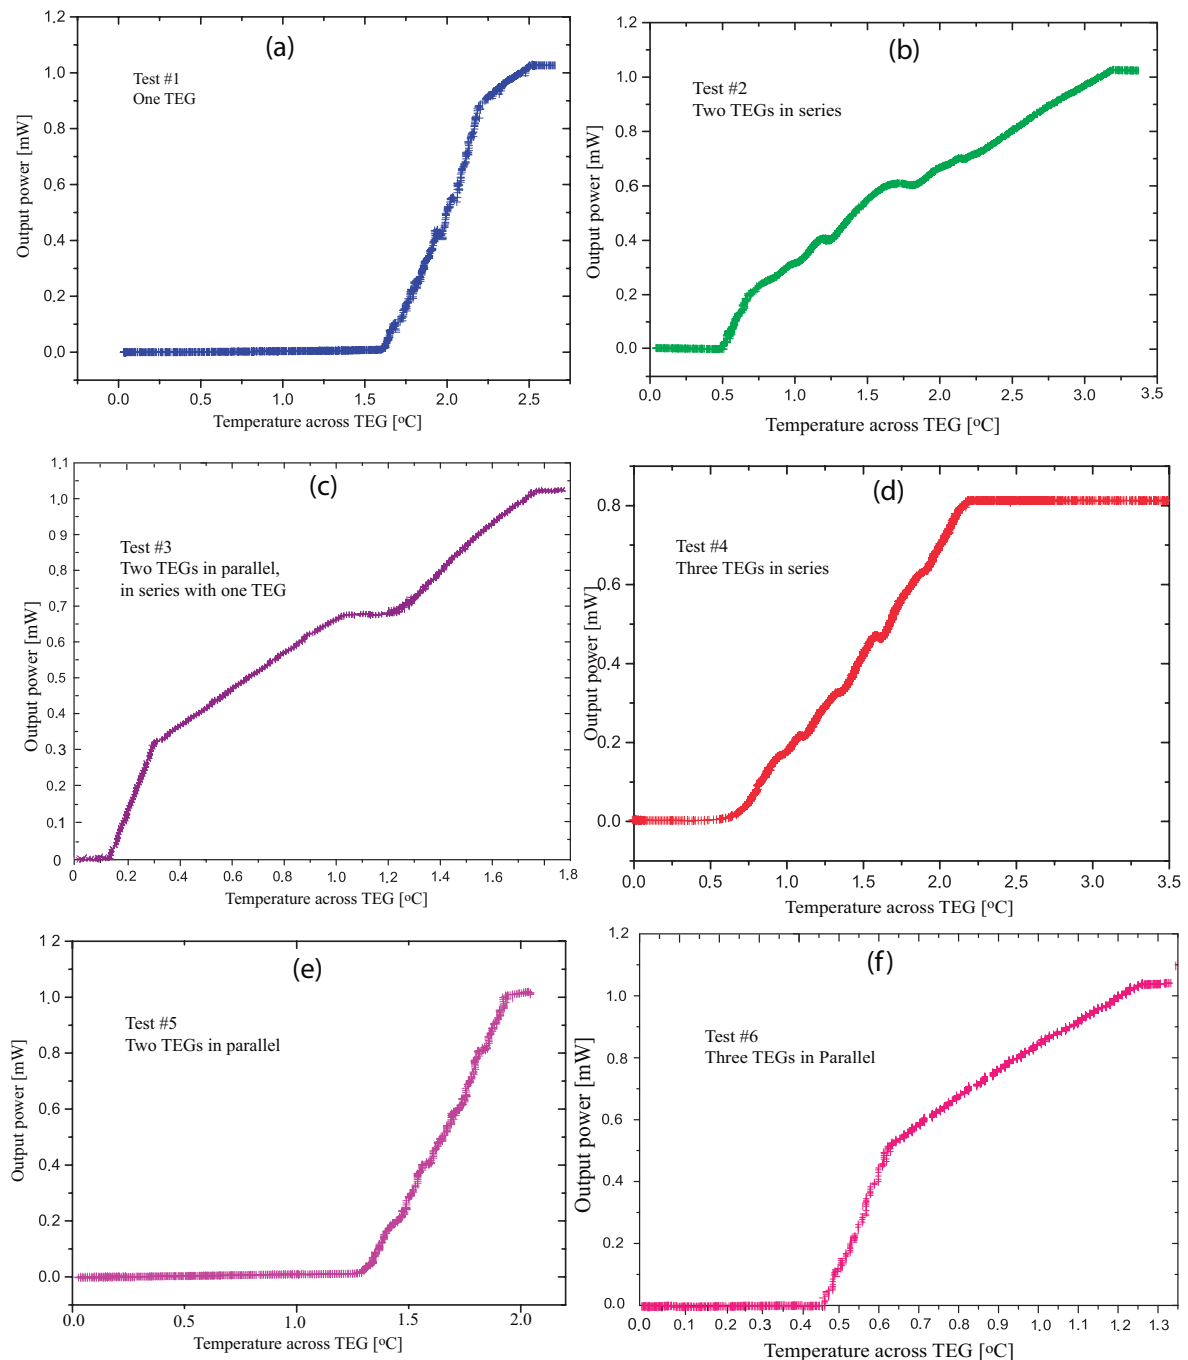 (a)
Test #1
One TEG
Output power [mW]
1.2
1.0
0.8
0.6
0.4
0.2
0.0
0.0 0.5 1.0 1.5 2.0 2.5
Temperature across TEG [oC]
(b)
Test #2
Two TEGs in series
Output power [mW]
1.2
1.0
0.8
0.6
0.4
0.2
0.0
0.0 0.5 1.0 1.5 2.0 2.5 3.0 3.5
Temperature across TEG [oC]
(c)
Test #3
Two TEGs in parallel,
in series with one TEG
Output power [mW]
1.1
1.0
0.9
0.8
0.7
0.6
0.5
0.4
0.3
0.2
0.1
0
0 0.2 0.4 0.6 0.8 1.0 1.2 1.4 1.6 1.8
Temperature across TEG [oC]
(d)
Test #4
Three TEGs in series
Output power [mW]
0.8
0.6
0.4
0.2
0.0
0.0 0.5 1.0 1.5 2.0 2.5 3.0 3.5
Temperature across TEG [oC]
(e)
Test #5
Two TEGs in parallel
Output power [mW]
1.2
1.0
0.8
0.6
0.4
0.2
0.0
0.0 0.5 1.0 1.5 2.0
Temperature across TEG [oC]
(f)
Test #6
Three TEGs in Parallel
Output power [mW]
1.2
1.0
0.8
0.6
0.4
0.2
0.0
0.0 0.1 0.2 0.3 0.4 0.5 0.6 0.7 0.8 0.9 1.0 1.1 1.2 1.3
Temperature across TEG [oC]